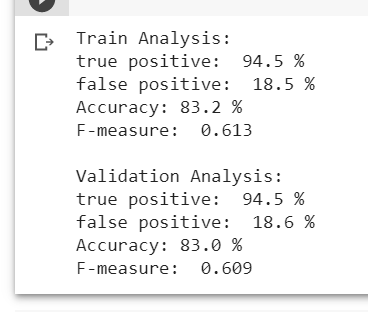 Train Analysis:
true positive:  94.5 %
false positive:  18.5 %
Accuracy: 83.2 %
F-measure:  0.613

Validation Analysis:
true positive:  94.5 %
false positive:  18.6 %
Accuracy: 83.0 %
F-measure:  0.609